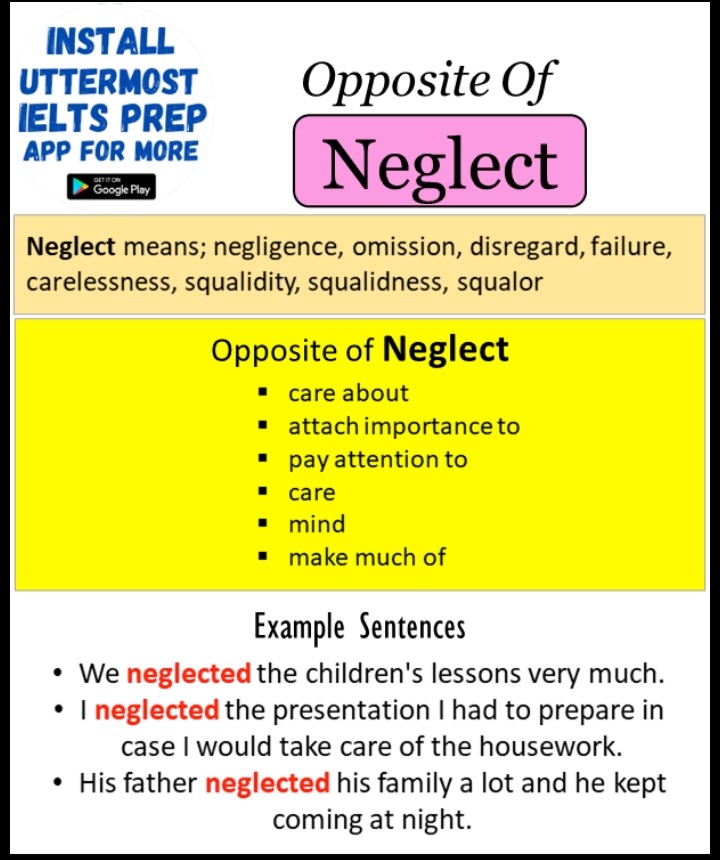 INSTALL
UTTERMOST
IELTS PREP
APP FOR MORE
GET IT ON
Google Play
Opposite Of
Neglect
Neglect means; negligence, omission, disregard, failure,
carelessness, squalidity, squalidness, squalor
Opposite of Neglect
▪ care about
▪ attach importance to
▪ pay attention to
▪ care
▪ mind
▪ make much of
Example Sentences
• We neglected the children's lessons very much.
• I neglected the presentation I had to prepare in
case I would take care of the housework.
• His father neglected his family a lot and he kept
coming at night.